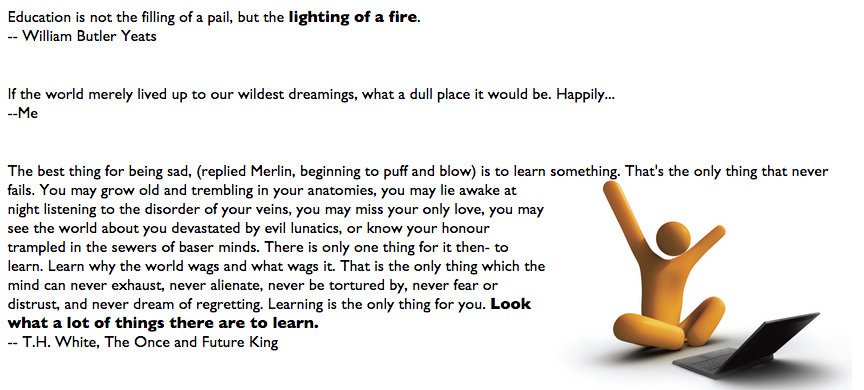 Education is not the filling of a pail, but the lighting of a fire.
-- William Butler Yeats
If the world merely lived up to our wildest dreamings, what a dull place it would be. Happily...
--Me
The best thing for being sad, (replied Merlin, beginning to puff and blow) is to learn something. That's the only thing that never
fails. You may grow old and trembling in your anatomies, you may lie awake at
night listening to the disorder of your veins, you may miss your only love, you may
see the world about you devastated by evil lunatics, or know your honour
trampled in the sewers of baser minds. There is only one thing for it then- to
learn. Learn why the world wags and what wags it. That is the only thing which the
mind can never exhaust, never alienate, never be tortured by, never fear or
distrust, and never dream of regretting. Learning is the only thing for you. Look
what a lot of things there are to learn.
-- T.H. White, The Once and Future King